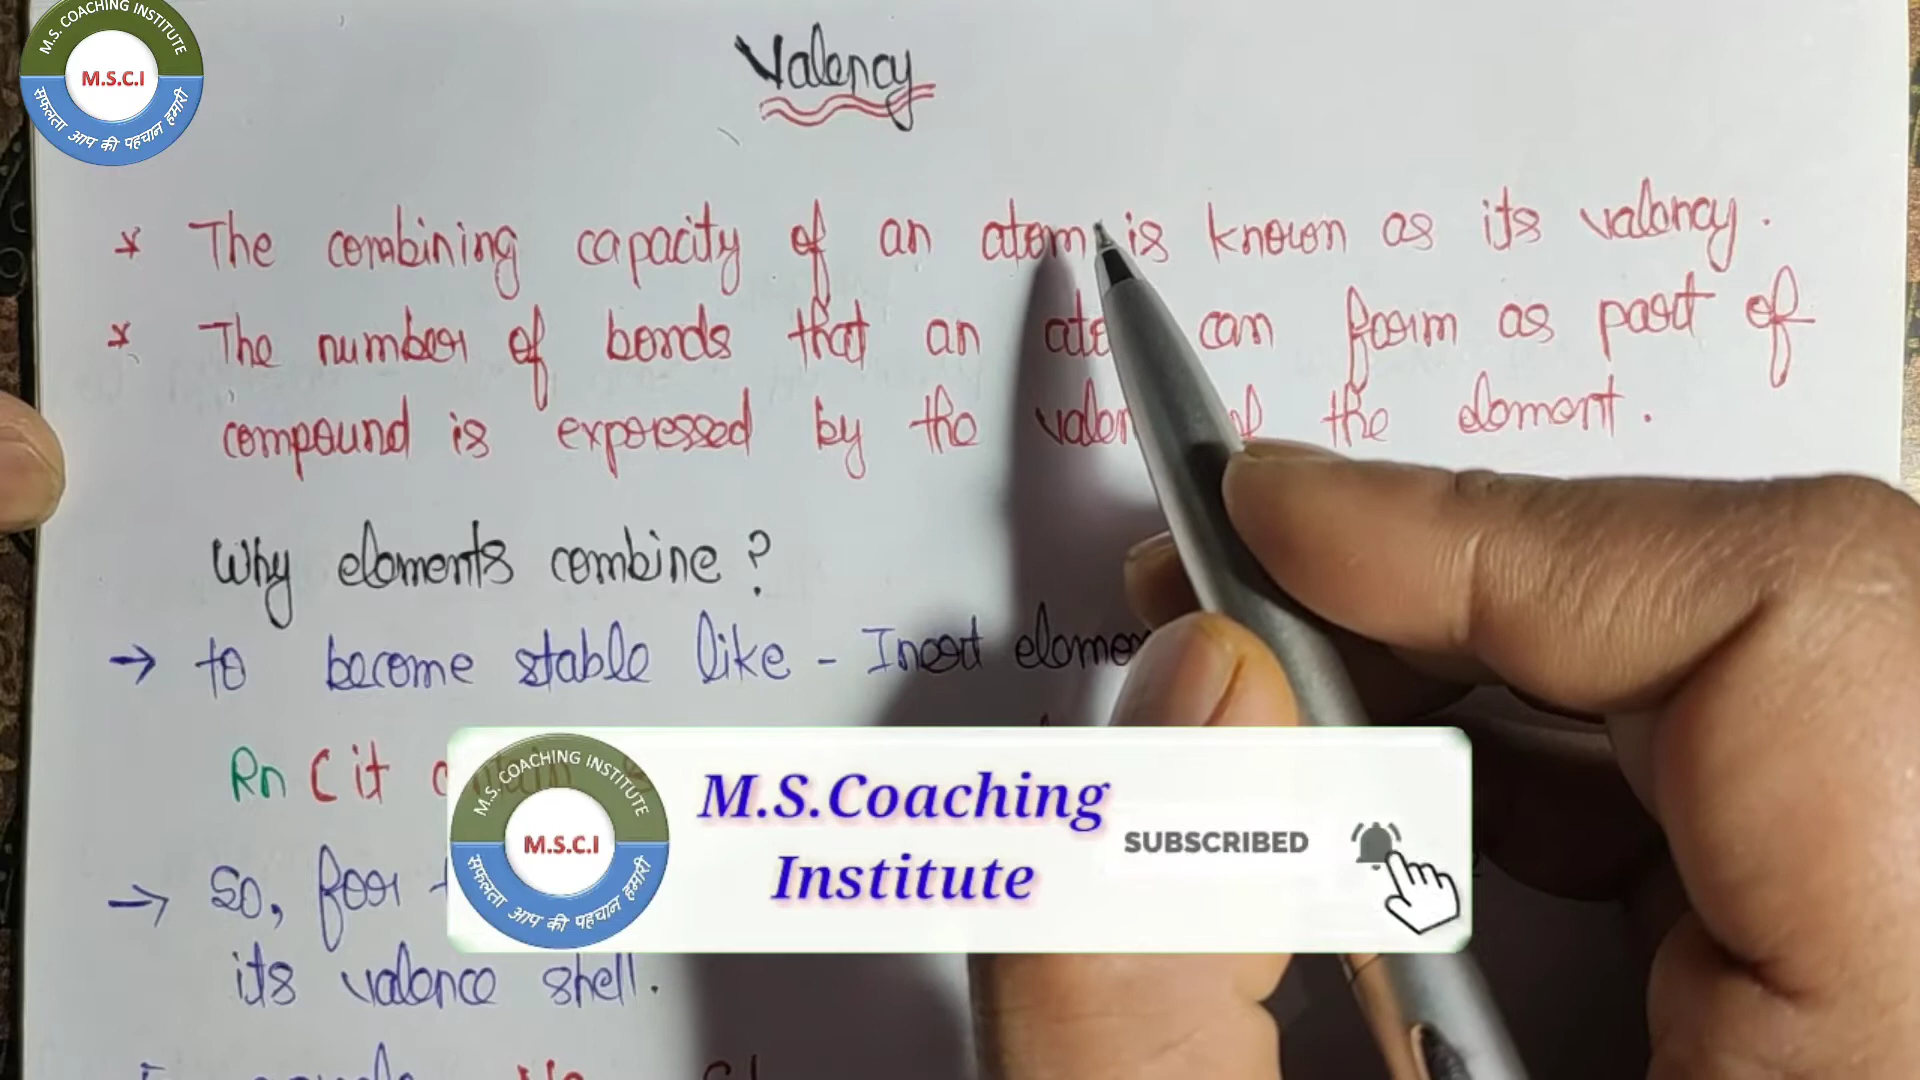 M.S. COACHING INSTITUTE
M.S.C.I
सफलता आप की पहचान हमारी
Valency
* The combining capacity of an atom is known as its valency.
* The number of bonds that an can form as part of
compound is expressed by the the element.
Why elements combine ?
→ to become stable like - Inert
Rn ( it
→ so, for
its valence shell.
M.S. COACHING INSTITUTE
M.S.C.I
सफलता आप की पहचान हमारी
M.S.Coaching
Institute
SUBSCRIBED